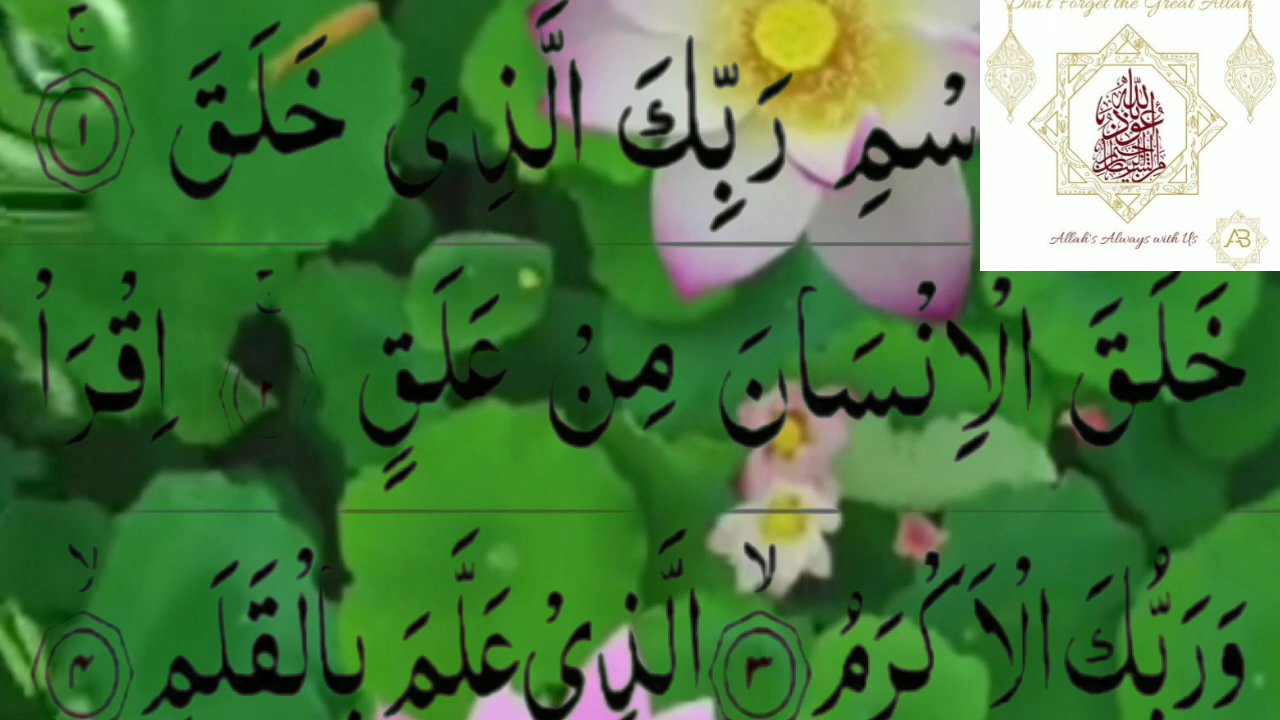 Don't Forget the Great Allah
Allah's Always with Us
AB
سْمِ رَبِّكَ الَّذِیْ خَلَقَ ۚ ۱
خَلَقَ الْاِنْسَانَ مِنْ عَلَقٍ ۚ ۲ اِقْرَاْ
وَرَبُّكَ الْاَكْرَمُ ۙ ۳ الَّذِیْ عَلَّمَ بِالْقَلَمِ ۙ ۴